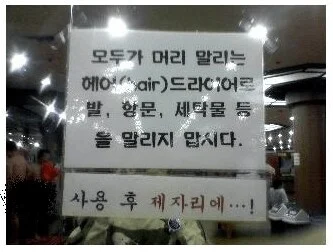 모두가 머리 말리는
헤어(hair)드라이어로
발, 항문, 세탁물 등
을 말리지 맙시다.
사용 후 제자리에…!